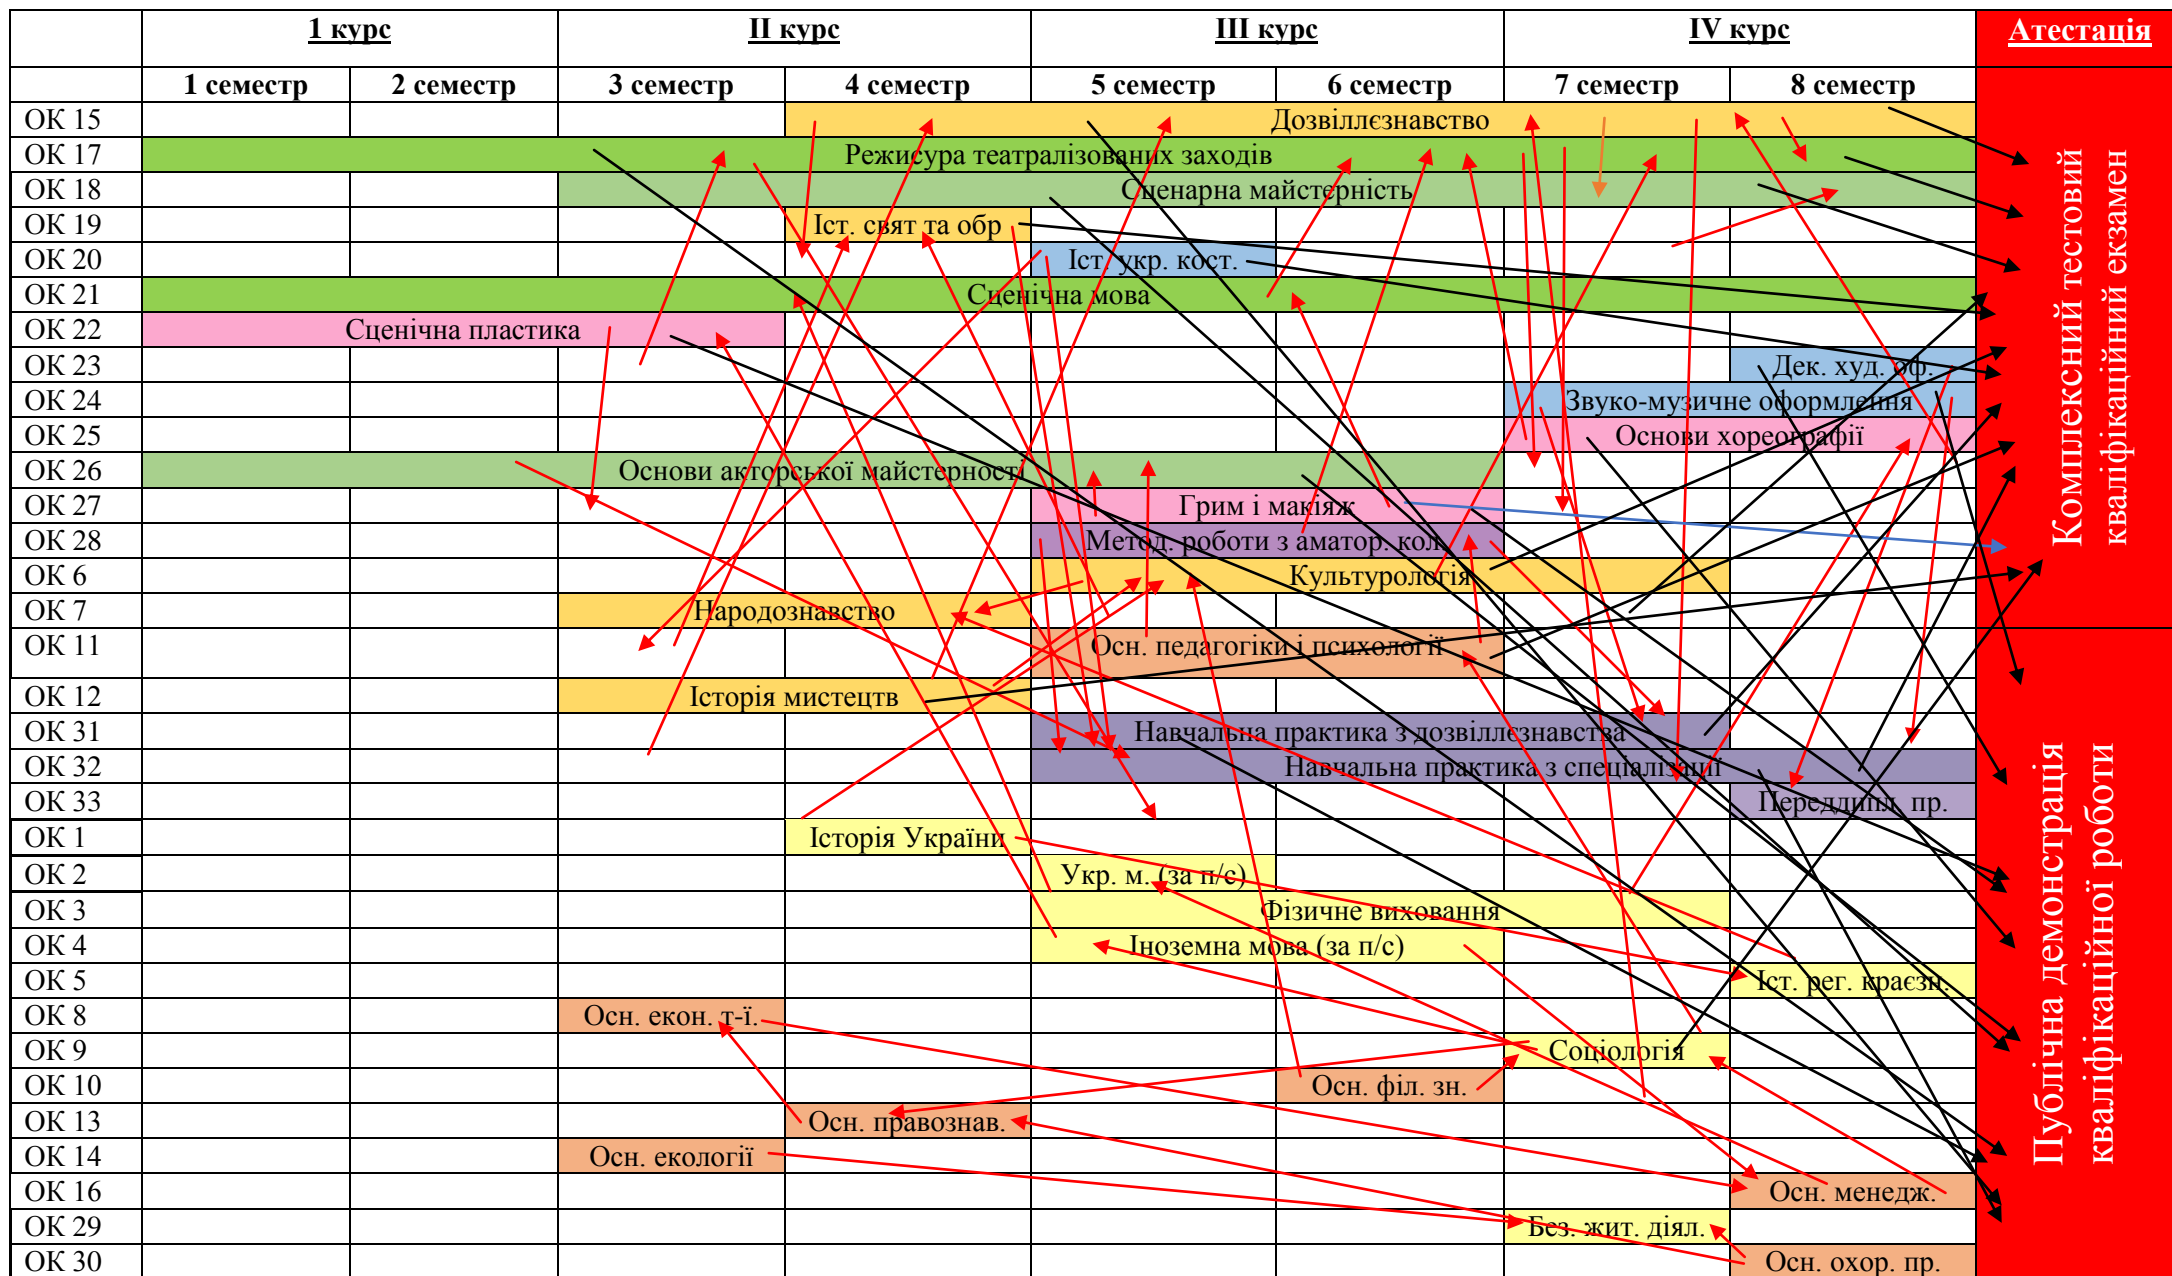 1 курс II курс III курс IV курс Атестація
1 семестр 2 семестр 3 семестр 4 семестр 5 семестр 6 семестр 7 семестр 8 семестр
ОК 15 Дозвіллєзнавство
ОК 17 Режисура театралізованих заходів
ОК 18 Сценарна майстерність
ОК 19 Іст. свят та обр
ОК 20 Іст. укр. кост.
ОК 21 Сценічна мова
ОК 22 Сценічна пластика
ОК 23 Дек. худ. оф.
ОК 24 Звуко-музичне оформлення
ОК 25 Основи хореографії
ОК 26 Основи акторської майстерності
ОК 27 Грим і макіяж
ОК 28 Метод. роботи з аматор. кол.
ОК 6 Культурологія
ОК 7 Народознавство
ОК 11 Осн. педагогіки і психології
ОК 12 Історія мистецтв
ОК 31 Навчальна практика з дозвіллєзнавства
ОК 32 Навчальна практика з спеціалізації
ОК 33 Переддипл. пр.
ОК 1 Історія України
ОК 2 Укр. м. (за п/с)
ОК 3 Фізичне виховання
ОК 4 Іноземна мова (за п/с)
ОК 5 Іст. рег. краєзн.
ОК 8 Осн. екон. т-ї.
ОК 9 Соціологія
ОК 10 Осн. філ. зн.
ОК 13 Осн. правознав.
ОК 14 Осн. екології
ОК 16 Осн. менедж.
ОК 29 Без. жит. діял.
ОК 30 Осн. охор. пр.
Комплексний тестовий
кваліфікаційний екзамен
Публічна демонстрація
кваліфікаційної роботи